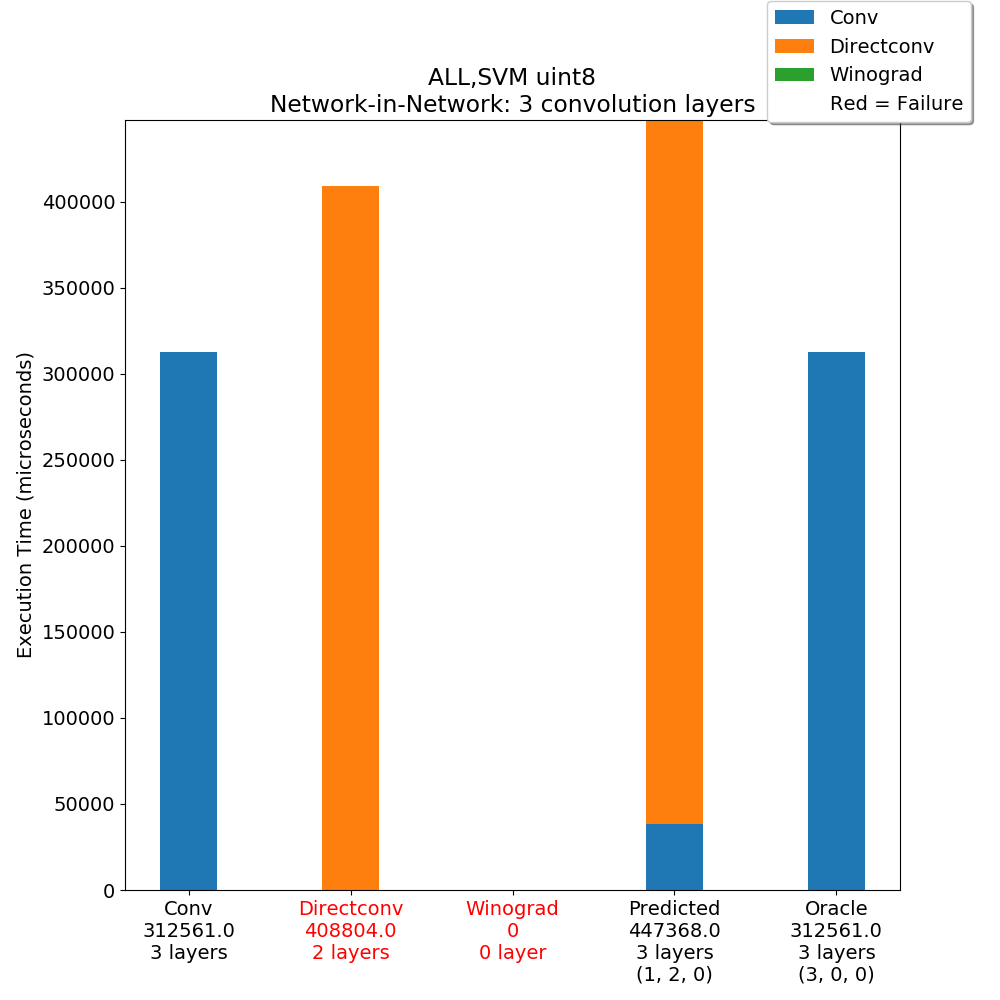 Conv
Directconv
Winograd
Red = Failure
ALL,SVM uint8
Network-in-Network: 3 convolution layers
Execution Time (microseconds)
400000
350000
300000
250000
200000
150000
100000
50000
0
Conv
312561.0
3 layers
Directconv
408804.0
2 layers
Winograd
0
0 layer
Predicted
447368.0
3 layers
(1, 2, 0)
Oracle
312561.0
3 layers
(3, 0, 0)